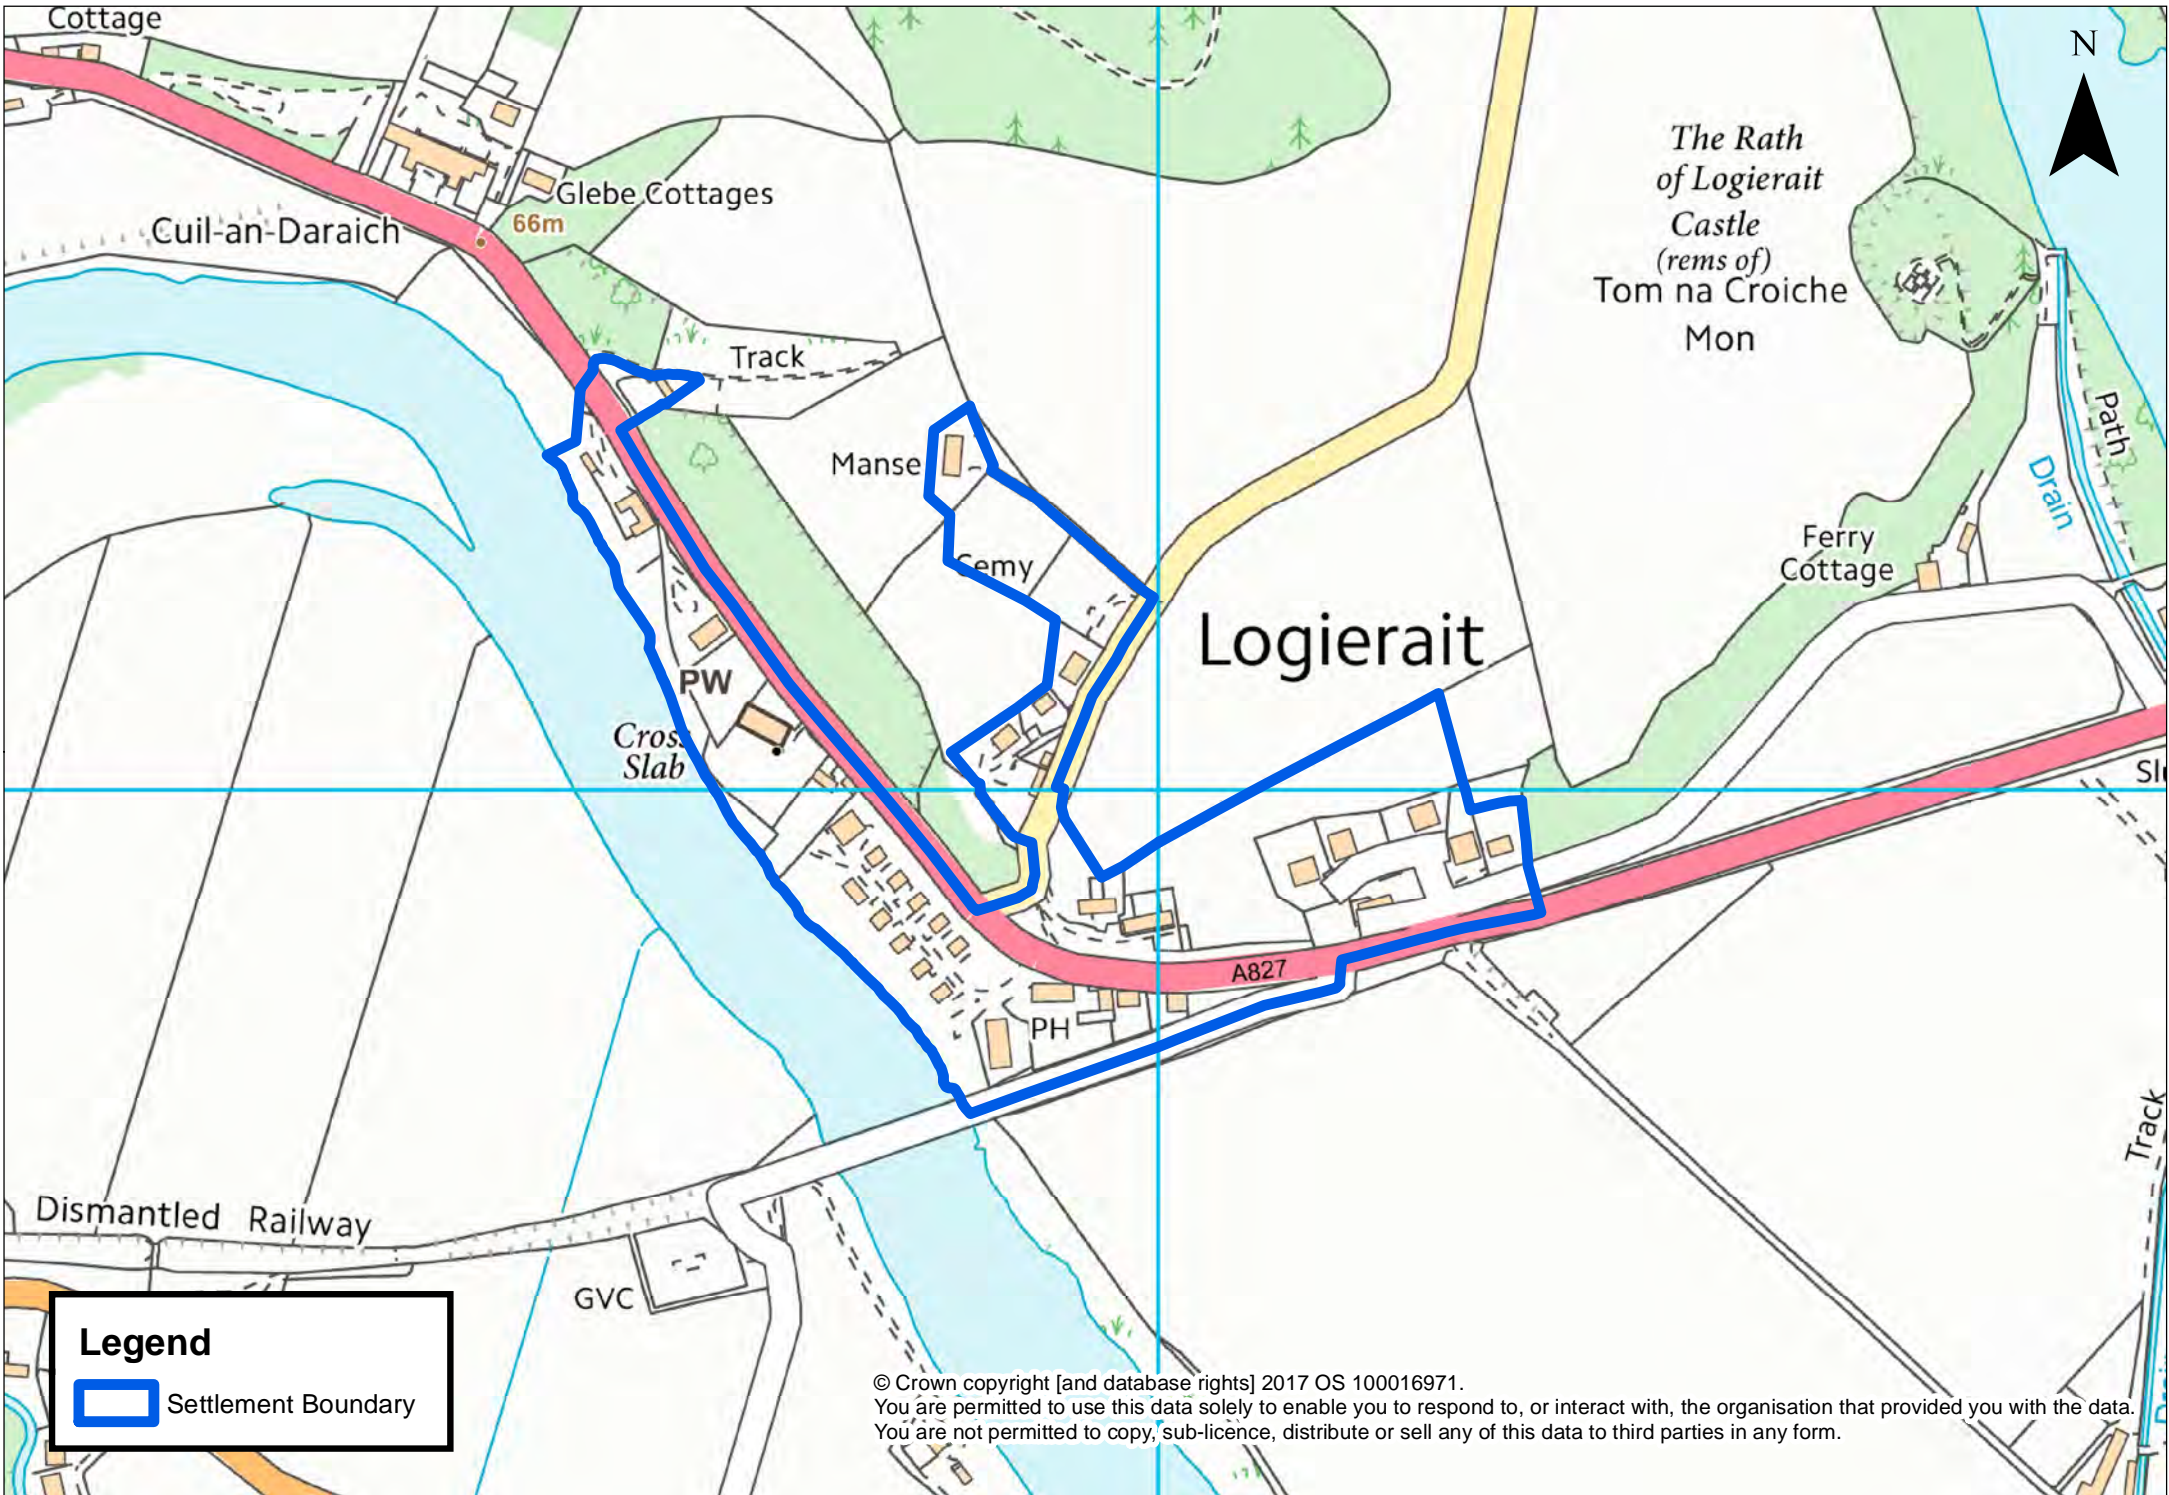 Cottage
N
The Rath
of Logierait
Castle
(rems of)
Tom na Croiche
Mon
Glebe Cottages
66m
Cuil-an-Daraich
Track
Manse
Path
Drain
Cemy
Ferry
Cottage
Logierait
PW
Cross
Slab
A827
PH
Track
Dismantled Railway
GVC
Legend
Settlement Boundary
© Crown copyright [and database rights] 2017 OS 100016971.
You are permitted to use this data solely to enable you to respond to, or interact with, the organisation that provided you with the data.
You are not permitted to copy, sub-licence, distribute or sell any of this data to third parties in any form.